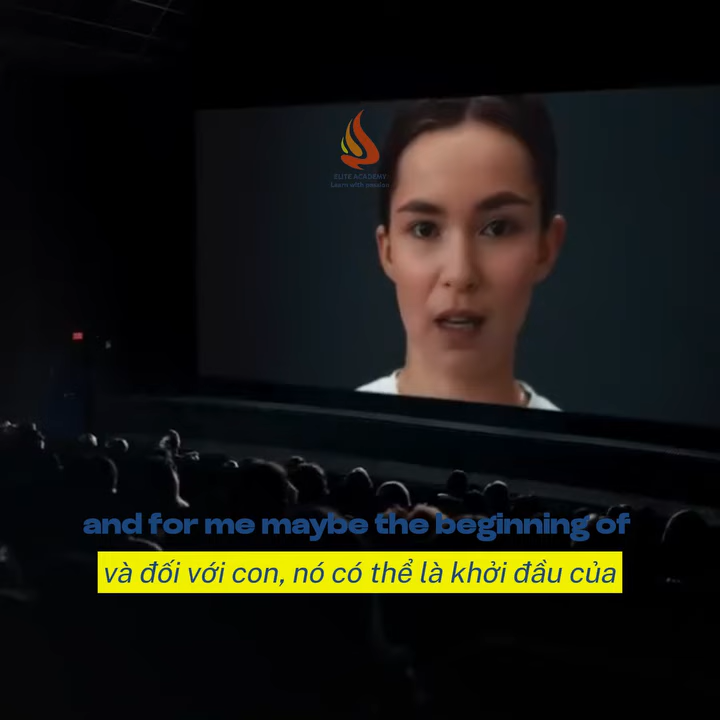 ELITE ACADEMY
Learn with passion
and for me maybe the beginning of
và đối với con, nó có thể là khởi đầu của